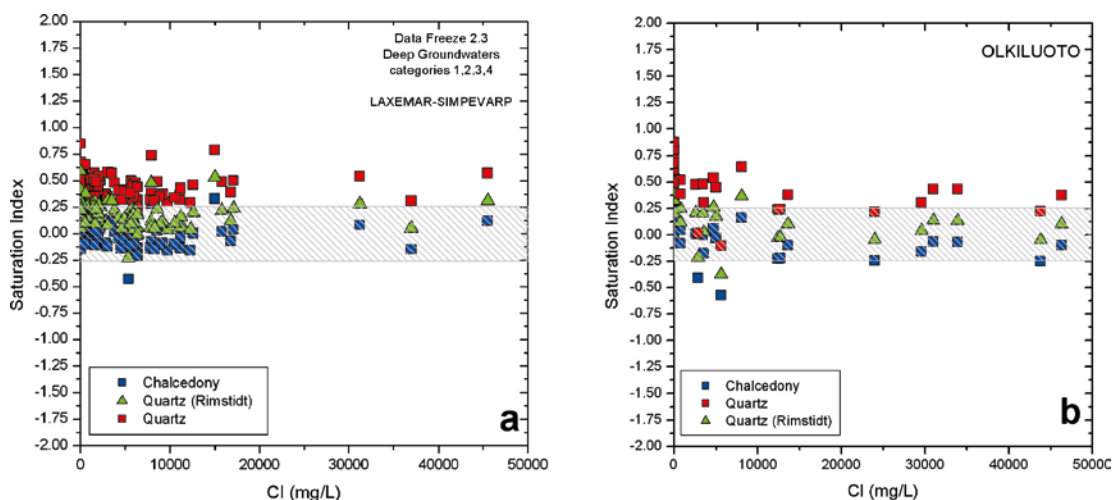 2.00
1.75
1.50
1.25
1.00
0.75
0.50
0.25
0.00
-0.25
-0.50
-0.75
-1.00
-1.25
-1.50
-1.75
-2.00
Saturation Index
Data Freeze 2.3
Deep Groundwaters
categories 1,2,3,4
LAXEMAR-SIMPEVARP
Chalcedony
Quartz (Rimstidt)
Quartz
a
0 10000 20000 30000 40000 50000
Cl (mg/L)
2.00
1.75
1.50
1.25
1.00
0.75
0.50
0.25
0.00
-0.25
-0.50
-0.75
-1.00
-1.25
-1.50
-1.75
-2.00
Saturation Index
OLKILUOTO
Chalcedony
Quartz
Quartz (Rimstidt)
b
0 10000 20000 30000 40000 50000
Cl (mg/L)